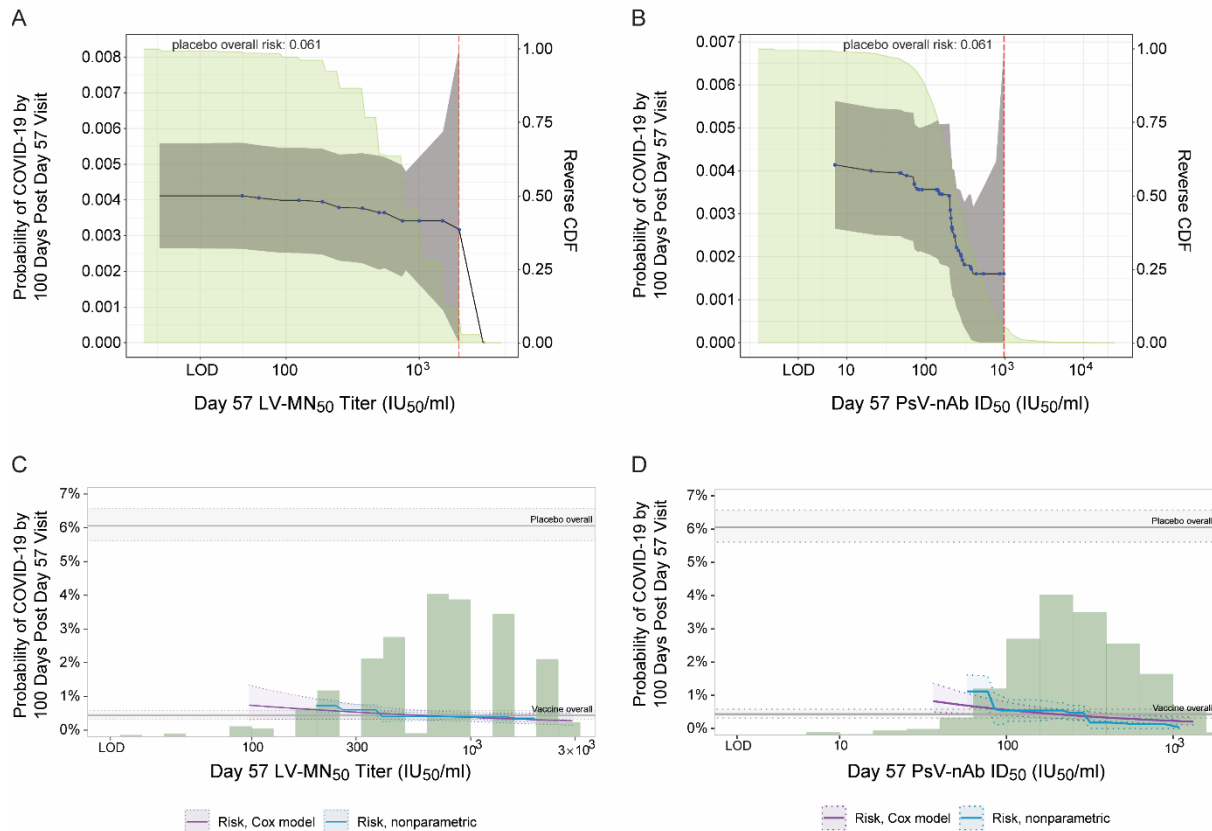 A
placebo overall risk: 0.061
0.008
0.007
0.006
0.005
0.004
0.003
0.002
0.001
0.000
Probability of COVID-19 by
100 Days Post Day 57 Visit
1.00
0.75
0.50
0.25
0.00
Reverse CDF
LOD 100 10³
Day 57 LV-MN₅₀ Titer (IU₅₀/ml)
B
placebo overall risk: 0.061
0.007
0.006
0.005
0.004
0.003
0.002
0.001
0.000
Probability of COVID-19 by
100 Days Post Day 57 Visit
1.00
0.75
0.50
0.25
0.00
Reverse CDF
LOD 10 100 10³ 10⁴
Day 57 PsV-nAb ID₅₀ (IU₅₀/ml)
C
7%
6%
5%
4%
3%
2%
1%
0%
Probability of COVID-19 by
100 Days Post Day 57 Visit
Placebo overall
Vaccine overall
LOD 100 300 10³ 3×10³
Day 57 LV-MN₅₀ Titer (IU₅₀/ml)
Risk, Cox model Risk, nonparametric
D
7%
6%
5%
4%
3%
2%
1%
0%
Probability of COVID-19 by
100 Days Post Day 57 Visit
Placebo overall
Vaccine overall
LOD 10 100 10³
Day 57 PsV-nAb ID₅₀ (IU₅₀/ml)
Risk, Cox model Risk, nonparametric